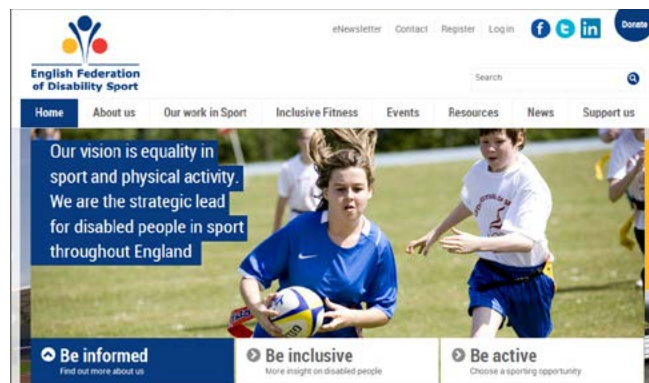 eNewsletter Contact Register Log in
Donate
English Federation
of Disability Sport
Search
Home About us Our work in Sport Inclusive Fitness Events Resources News Support us
Our vision is equality in
sport and physical activity.
We are the strategic lead
for disabled people in sport
throughout England
Be informed
Find out more about us
Be inclusive
More insight on disabled people
Be active
Choose a sporting opportunity